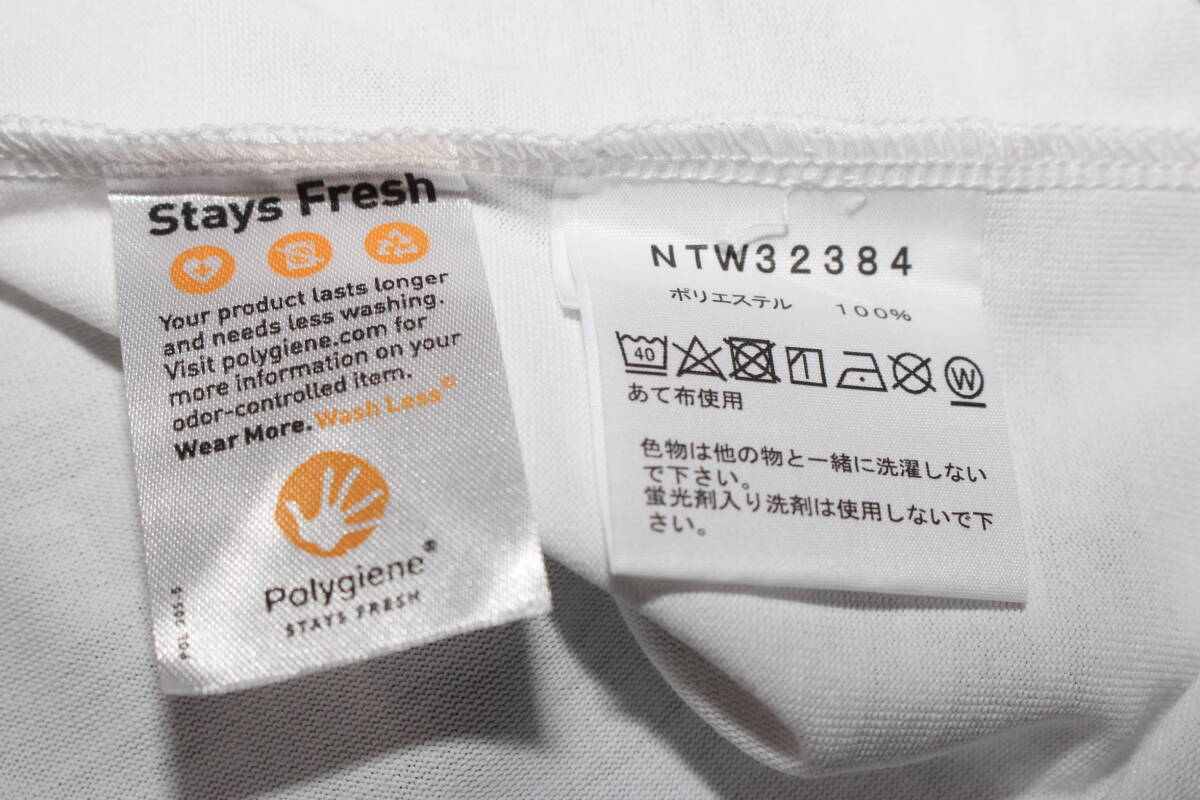 Stays Fresh
Your product lasts longer
and needs less washing.
Visit polygiene.com for
more information on your
odor-controlled item.
Wear More. Wash Less®
Polygiene®
STAYS FRESH
POL 205-5
NTW32384
ポリエステル 100%
40
W
あて布使用
色物は他の物と一緒に洗濯しない
で下さい。
蛍光剤入り洗剤は使用しないで下
さい。